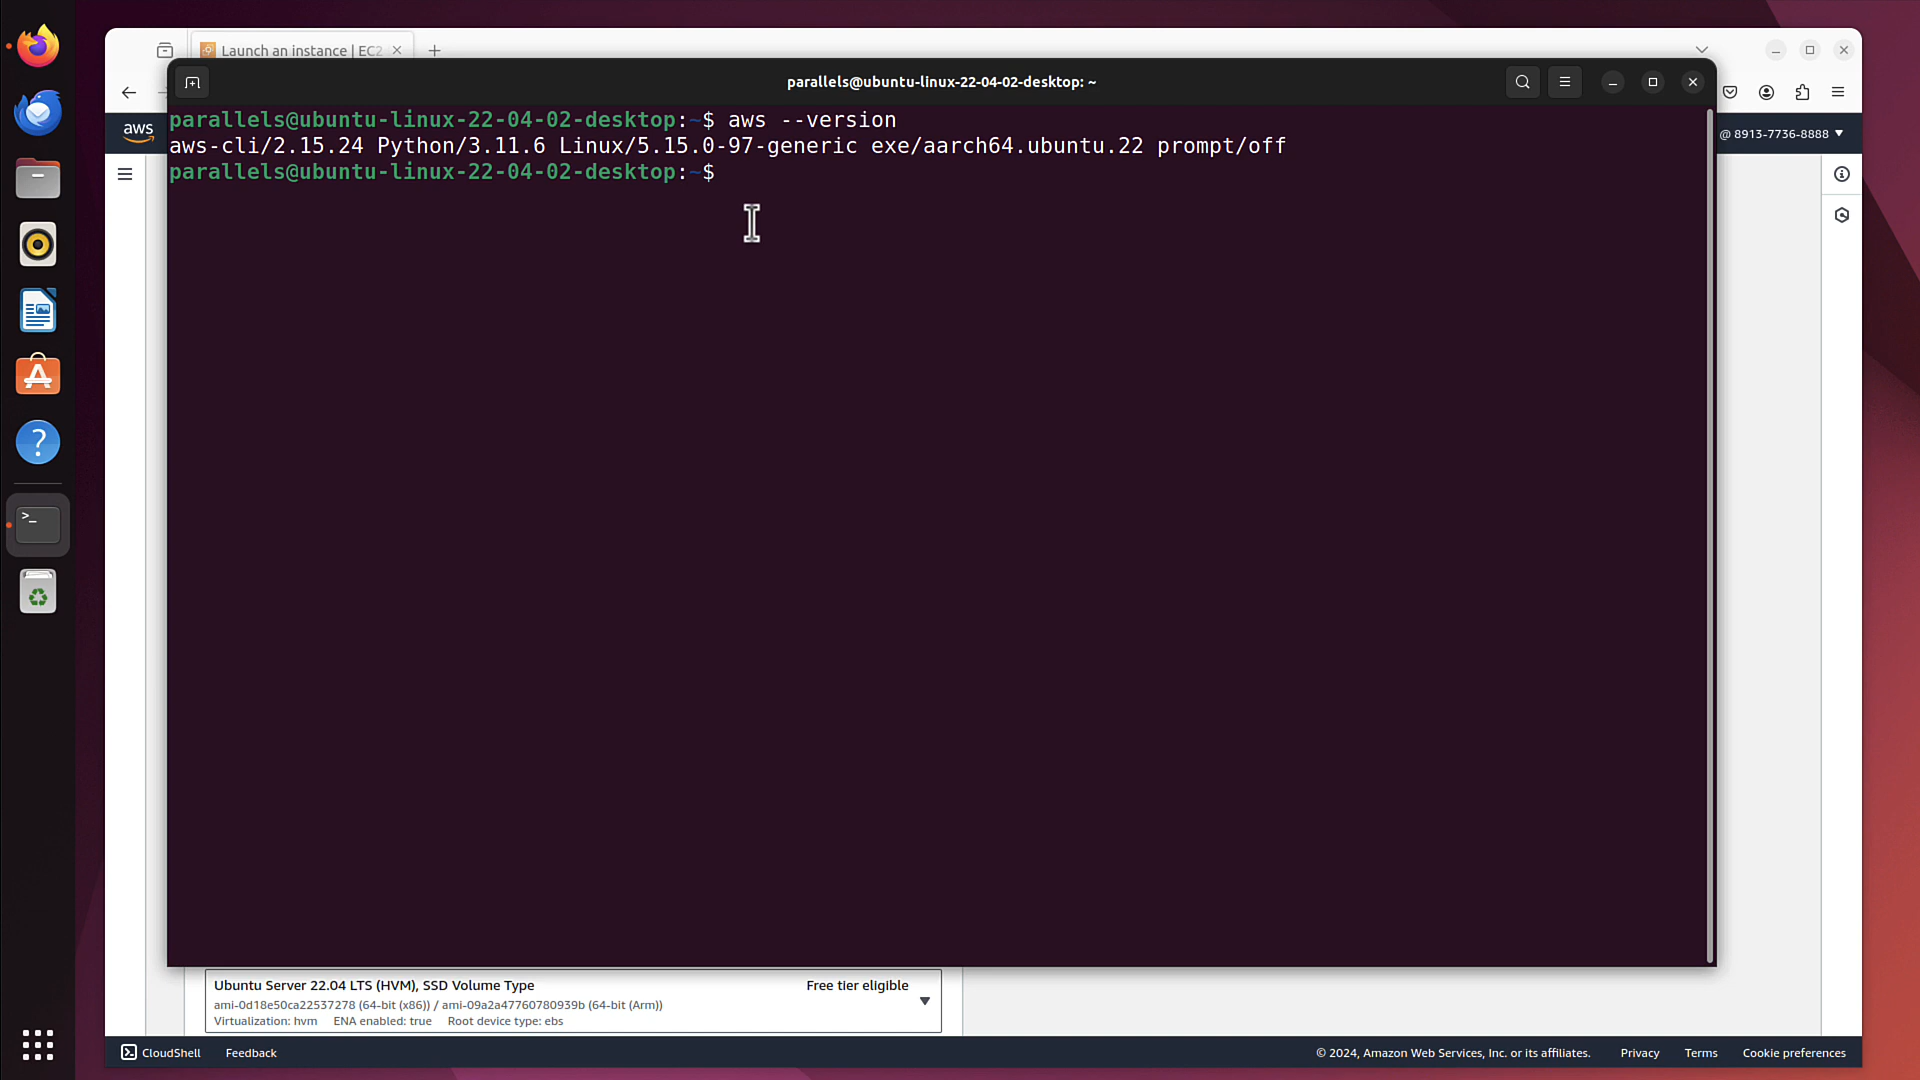 Launch an instance | EC2
parallels@ubuntu-linux-22-04-02-desktop: ~
aws
@ 8913-7736-8888
parallels@ubuntu-linux-22-04-02-desktop:~$ aws --version
aws-cli/2.15.24 Python/3.11.6 Linux/5.15.0-97-generic exe/aarch64.ubuntu.22 prompt/off
parallels@ubuntu-linux-22-04-02-desktop:~$
Ubuntu Server 22.04 LTS (HVM), SSD Volume Type Free tier eligible
ami-0d18e50ca22537278 (64-bit (x86)) / ami-09a2a47760780939b (64-bit (Arm))
Virtualization: hvm ENA enabled: true Root device type: ebs
CloudShell Feedback © 2024, Amazon Web Services, Inc. or its affiliates. Privacy Terms Cookie preferences